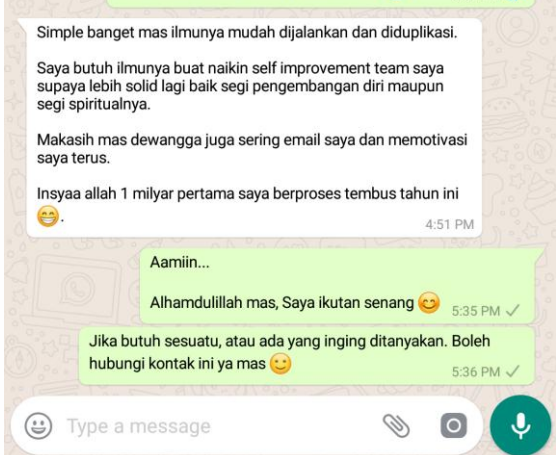 Simple banget mas ilmunya mudah dijalankan dan diduplikasi.
Saya butuh ilmunya buat naikin self improvement team saya
supaya lebih solid lagi baik segi pengembangan diri maupun
segi spiritualnya.
Makasih mas dewangga juga sering email saya dan memotivasi
saya terus.
Insyaa allah 1 milyar pertama saya berproses tembus tahun ini
😁.
4:51 PM
Aamiin...
Alhamdulillah mas, Saya ikutan senang 😊
5:35 PM
Jika butuh sesuatu, atau ada yang inging ditanyakan. Boleh
hubungi kontak ini ya mas 🙂
5:36 PM
Type a message